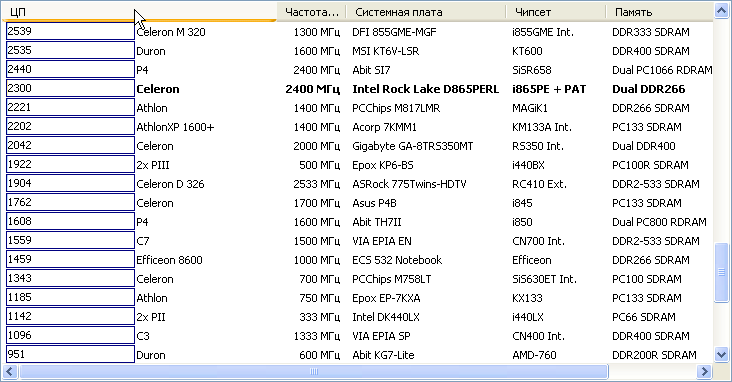 ЦП Частота... Системная плата Чипсет Память
2539 Celeron M 320 1300 МГц DFI 855GME-MGF i855GME Int. DDR333 SDRAM
2535 Duron 1600 МГц MSI KT6V-LSR KT600 DDR400 SDRAM
2440 P4 2400 МГц Abit SI7 SiSR658 Dual PC1066 RDRAM
2300 Celeron 2400 МГц Intel Rock Lake D865PERL i865PE + PAT Dual DDR266
2221 Athlon 1400 МГц PCChips M817LMR MAGiK1 DDR266 SDRAM
2202 AthlonXP 1600+ 1400 МГц Acorp 7KMM1 KM133A Int. PC133 SDRAM
2042 Celeron 2000 МГц Gigabyte GA-8TRS350MT RS350 Int. Dual DDR400
1922 2x PIII 500 МГц Epox KP6-BS i440BX PC100R SDRAM
1904 Celeron D 326 2533 МГц ASRock 775Twins-HDTV RC410 Ext. DDR2-533 SDRAM
1762 Celeron 1700 МГц Asus P4B i845 PC133 SDRAM
1608 P4 1600 МГц Abit TH7II i850 Dual PC800 RDRAM
1559 C7 1500 МГц VIA EPIA EN CN700 Int. DDR2-533 SDRAM
1459 Efficeon 8600 1000 МГц ECS 532 Notebook Efficeon DDR266 SDRAM
1343 Celeron 700 МГц PCChips M758LT SiS630ET Int. PC100 SDRAM
1185 Athlon 750 МГц Epox EP-7KXA KX133 PC133 SDRAM
1142 2x PII 333 МГц Intel DK440LX i440LX PC66 SDRAM
1096 C3 1333 МГц VIA EPIA SP CN400 Int. DDR400 SDRAM
951 Duron 600 МГц Abit KG7-Lite AMD-760 DDR200R SDRAM